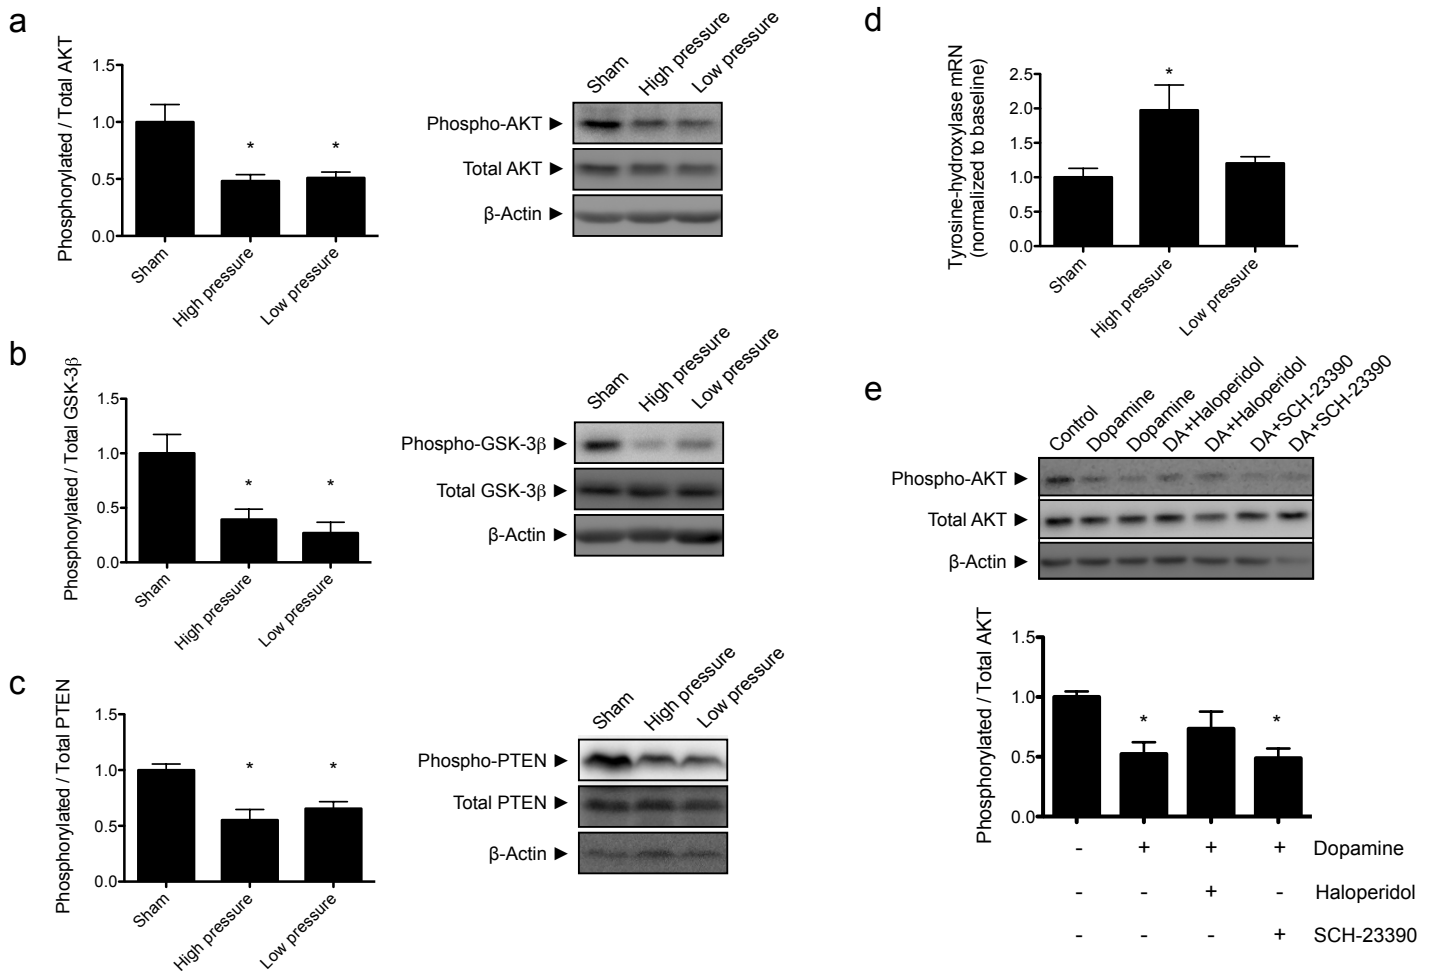 a
Phosphorylated / Total AKT
1.5
1.0
0.5
0.0
Sham
High pressure
Low pressure
*
*
Sham
High pressure
Low pressure
Phospho-AKT ►
Total AKT ►
β-Actin ►
b
Phosphorylated / Total GSK-3β
1.5
1.0
0.5
0.0
Sham
High pressure
Low pressure
*
*
Sham
High pressure
Low pressure
Phospho-GSK-3β ►
Total GSK-3β ►
β-Actin ►
c
Phosphorylated / Total PTEN
1.5
1.0
0.5
0.0
Sham
High pressure
Low pressure
*
*
Sham
High pressure
Low pressure
Phospho-PTEN ►
Total PTEN ►
β-Actin ►
d
Tyrosine-hydroxylase mRN
(normalized to baseline)
2.5
2.0
1.5
1.0
0.5
0.0
*
Sham
High pressure
Low pressure
e
Control
Dopamine
Dopamine
DA+Haloperidol
DA+Haloperidol
DA+SCH-23390
DA+SCH-23390
Phospho-AKT ►
Total AKT ►
β-Actin ►
Phosphorylated / Total AKT
1.5
1.0
0.5
0.0
*
*
- + + + Dopamine
- - + - Haloperidol
- - - + SCH-23390